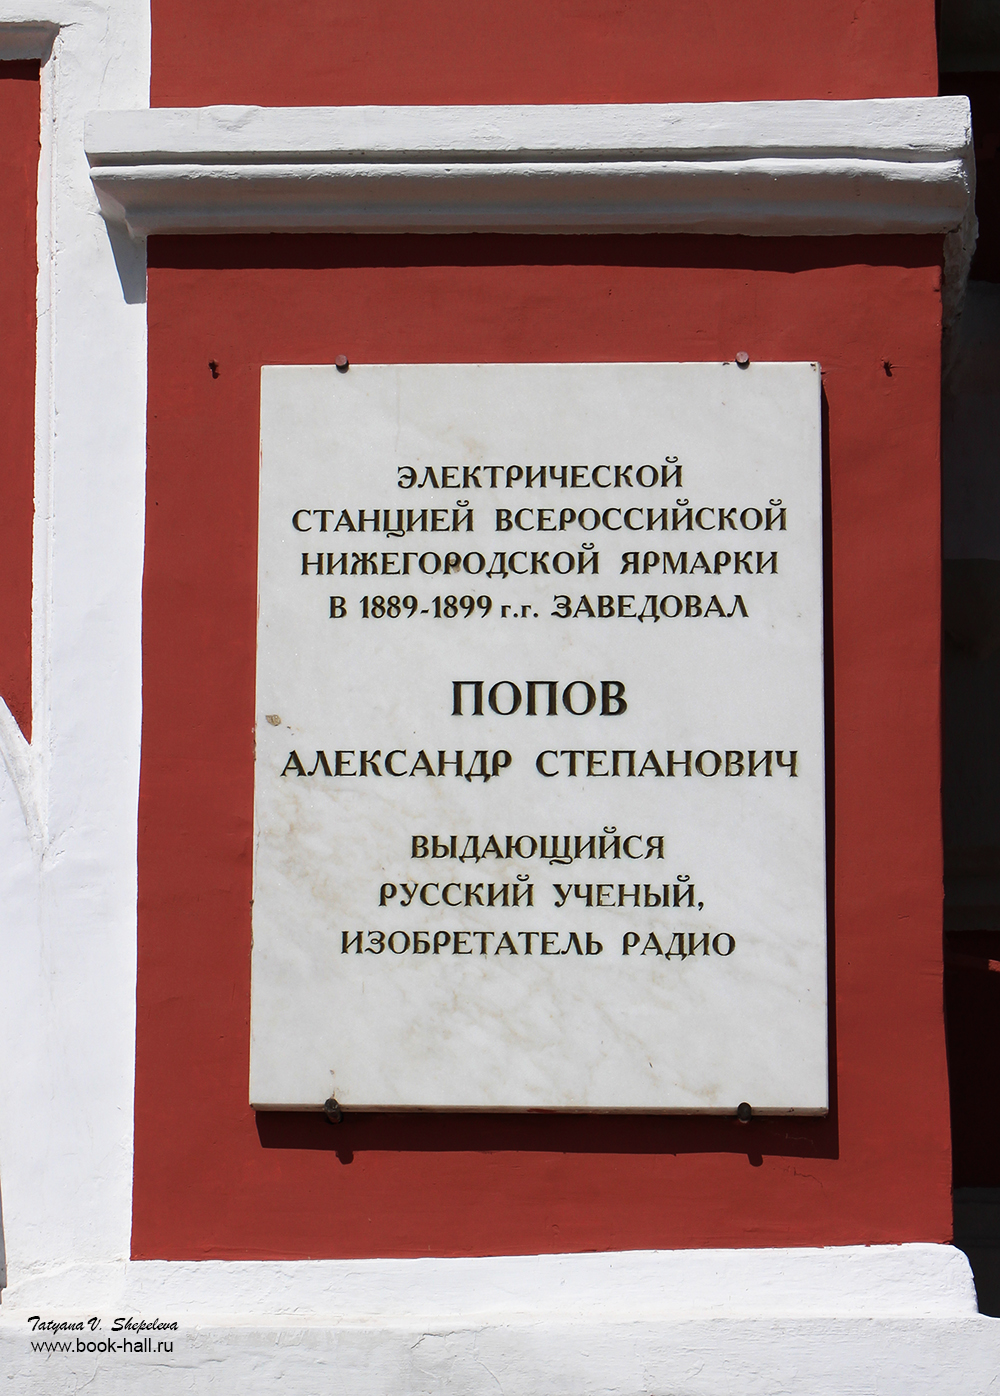 ЭЛЕКТРИЧЕСКОЙ
СТАНЦИЕЙ ВСЕРОССИЙСКОЙ
НИЖЕГОРОДСКОЙ ЯРМАРКИ
В 1889-1899 г.г. ЗАВЕДОВАЛ
ПОПОВ
АЛЕКСАНДР СТЕПАНОВИЧ
ВЫДАЮЩИЙСЯ
РУССКИЙ УЧЕНЫЙ,
ИЗОБРЕТАТЕЛЬ РАДИО
Tatyana V. Shepeleva
www.book-hall.ru